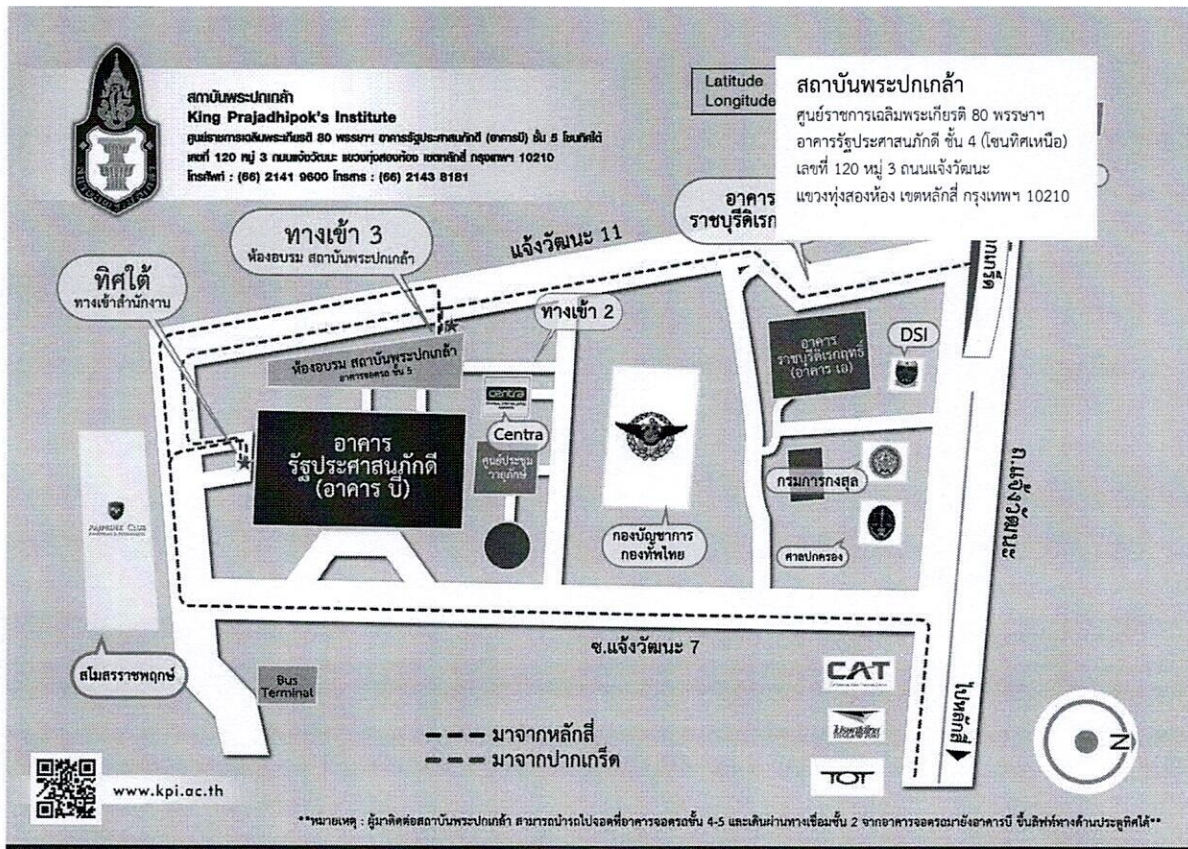 สถาบันพระปกเกล้า
King Prajadhipok's Institute
ศูนย์ราชการเฉลิมพระเกียรติ 80 พรรษาฯ อาคารรัฐประศาสนภักดี (อาคารบี) ชั้น 5 โซนทิศใต้
เลขที่ 120 หมู่ 3 ถนนแจ้งวัฒนะ แขวงทุ่งสองห้อง เขตหลักสี่ กรุงเทพฯ 10210
โทรศัพท์ : (66) 2141 9600 โทรสาร : (66) 2143 8181
Latitude
Longitude
สถาบันพระปกเกล้า
ศูนย์ราชการเฉลิมพระเกียรติ 80 พรรษาฯ
อาคารรัฐประศาสนภักดี ชั้น 4 (โซนทิศเหนือ)
เลขที่ 120 หมู่ 3 ถนนแจ้งวัฒนะ
แขวงทุ่งสองห้อง เขตหลักสี่ กรุงเทพฯ 10210
อาคาร
ราชบุรีดิเรก
ทางเข้า 3
ห้องอบรม สถาบันพระปกเกล้า
แจ้งวัฒนะ 11
ทิศใต้
ทางเข้าสำนักงาน
ทางเข้า 2
ห้องอบรม สถาบันพระปกเกล้า
อาคารจอดรถ ชั้น 5
อาคาร
ราชบุรีดิเรกฤทธิ์
(อาคาร เอ)
DSI
centra
Centra
อาคาร
รัฐประศาสนภักดี
(อาคาร บี)
ศูนย์ประชุม
วายุภักษ์
กองบัญชาการ
กองทัพไทย
กรมการกงสุล
ศาลปกครอง
ถ.แจ้งวัฒนะ
ซ.แจ้งวัฒนะ 7
สโมสรราชพฤกษ์
Bus
Terminal
CAT
TOT
ไปหลักสี่
N
มาจากหลักสี่
มาจากปากเกร็ด
www.kpi.ac.th
**หมายเหตุ : ผู้มาติดต่อสถาบันพระปกเกล้า สามารถนำรถไปจอดที่อาคารจอดรถชั้น 4-5 และเดินผ่านทางเชื่อมชั้น 2 จากอาคารจอดรถมายังอาคารบี ขึ้นลิฟท์ทางด้านประตูทิศใต้**